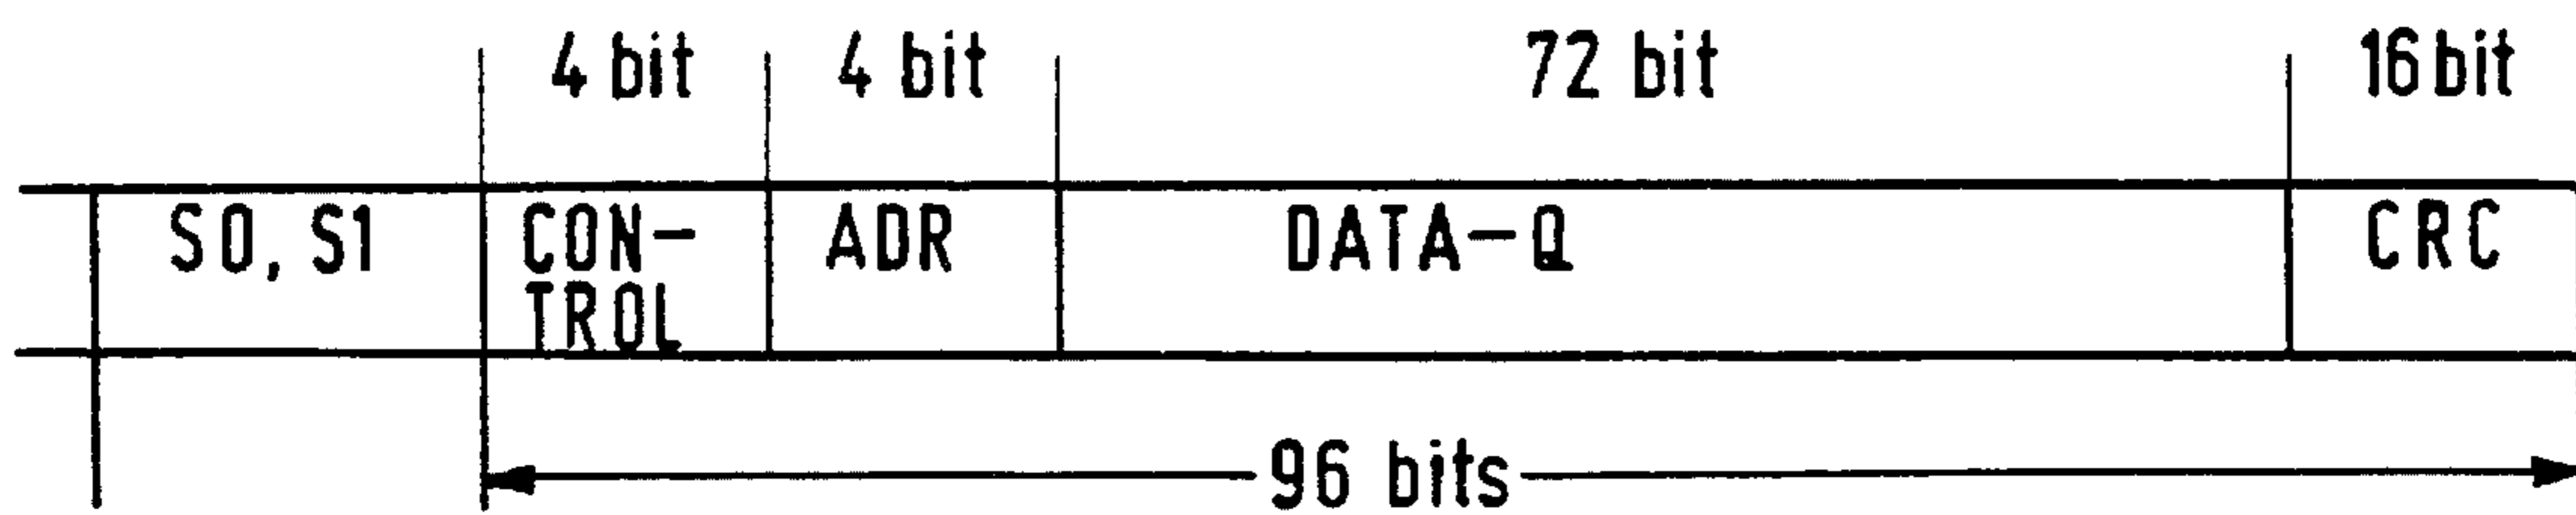 4 bit 4 bit 72 bit 16 bit
S0, S1 CON- ADR DATA-Q CRC
TROL
96 bits